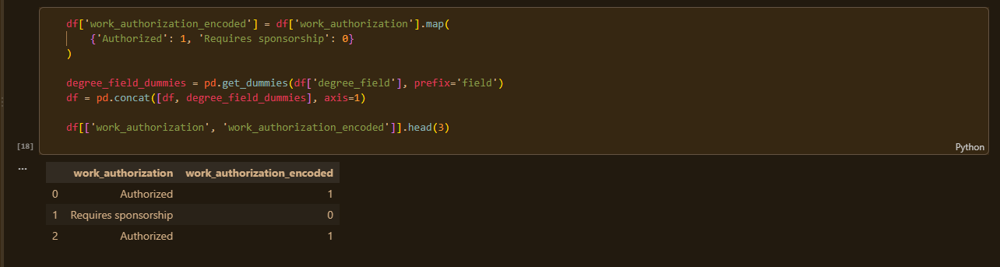 df['work_authorization_encoded'] = df['work_authorization'].map(
    {'Authorized': 1, 'Requires sponsorship': 0}
)
degree_field_dummies = pd.get_dummies(df['degree_field'], prefix='field')
df = pd.concat([df, degree_field_dummies], axis=1)
df[['work_authorization', 'work_authorization_encoded']].head(3)
[18]
Python
...
work_authorization work_authorization_encoded
0 Authorized 1
1 Requires sponsorship 0
2 Authorized 1